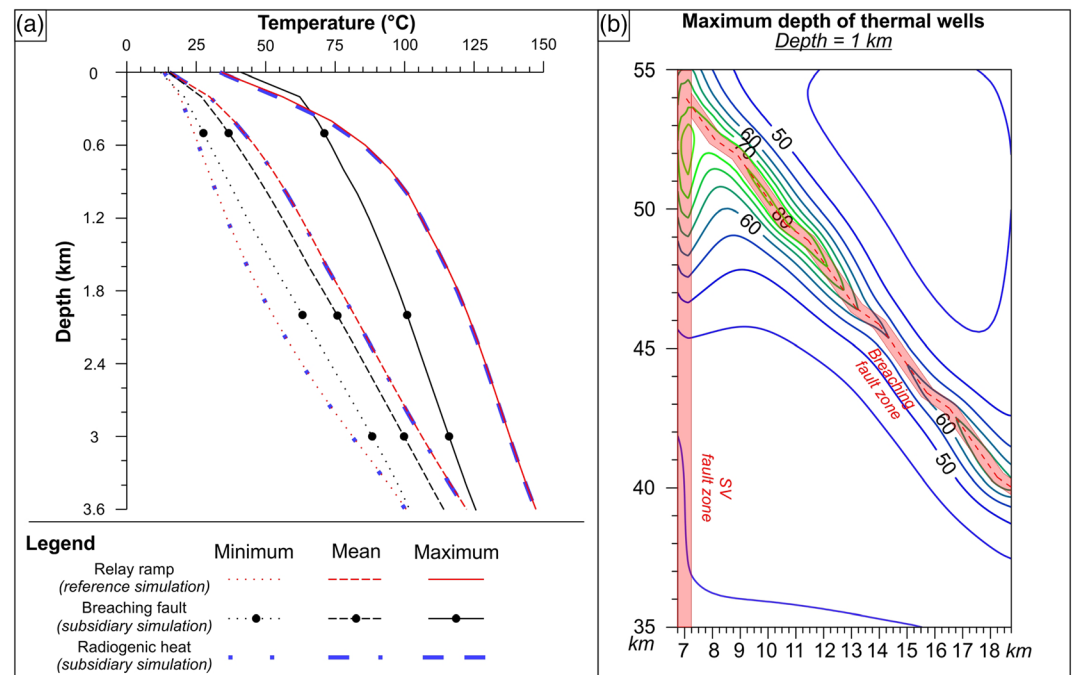 (a)
Temperature (°C)
0 25 50 75 100 125 150
Depth (km)
0
0.6
1.2
1.8
2.4
3
3.6
Legend
Minimum Mean Maximum
Relay ramp
(reference simulation)
Breaching fault
(subsidiary simulation)
Radiogenic heat
(subsidiary simulation)
(b)
Maximum depth of thermal wells
Depth = 1 km
55
50
45
40
35
km
7 8 9 10 11 12 13 14 15 16 17 18 km
60
50
70
80
60
Breaching
fault zone
60
50
SV
fault zone